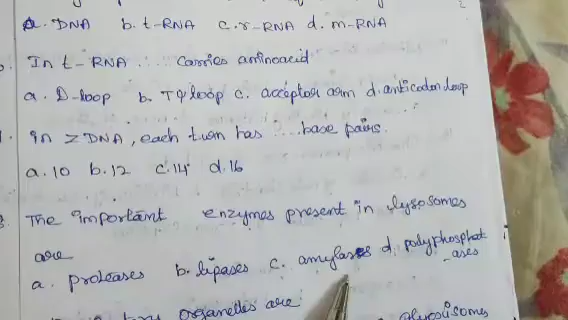 a. DNA b. t-RNA c. r-RNA d. m-RNA
In t-RNA .... Carries aminoacid
a. D-loop b. Tψ loop c. acceptor arm d. anticodon loop
in Z DNA, each turn has .... base pairs.
a. 10 b. 12 c. 14 d. 16
The important enzymes present in lysosomes
are
a. proteases b. lipases c. amylases d. polyphosphat
-ases
organelles are
glyoxisomes